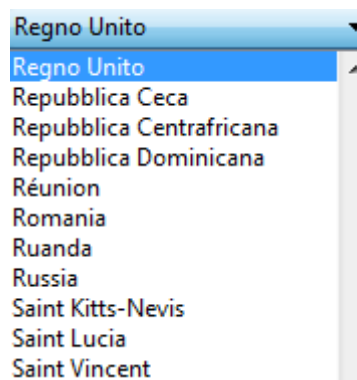 Regno Unito
Regno Unito
Repubblica Ceca
Repubblica Centrafricana
Repubblica Dominicana
Réunion
Romania
Ruanda
Russia
Saint Kitts-Nevis
Saint Lucia
Saint Vincent